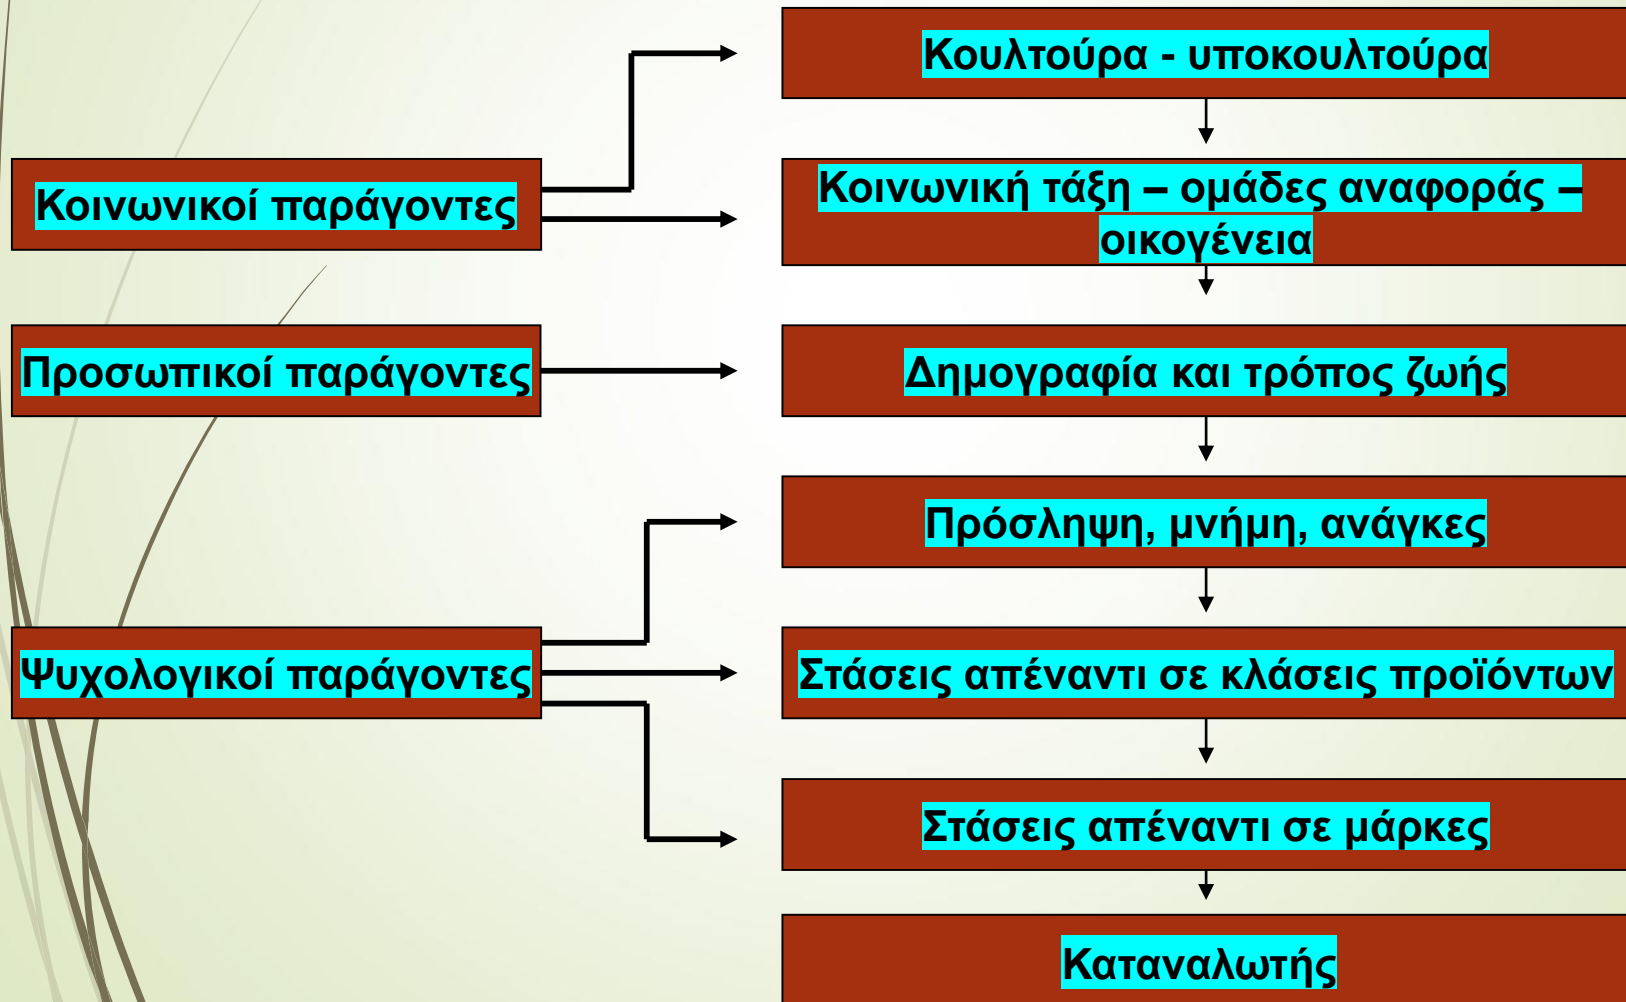 Κουλτούρα - υποκουλτούρα
Κοινωνικοί παράγοντες
Κοινωνική τάξη – ομάδες αναφοράς –
οικογένεια
Προσωπικοί παράγοντες
Δημογραφία και τρόπος ζωής
Πρόσληψη, μνήμη, ανάγκες
Ψυχολογικοί παράγοντες
Στάσεις απέναντι σε κλάσεις προϊόντων
Στάσεις απέναντι σε μάρκες
Καταναλωτής